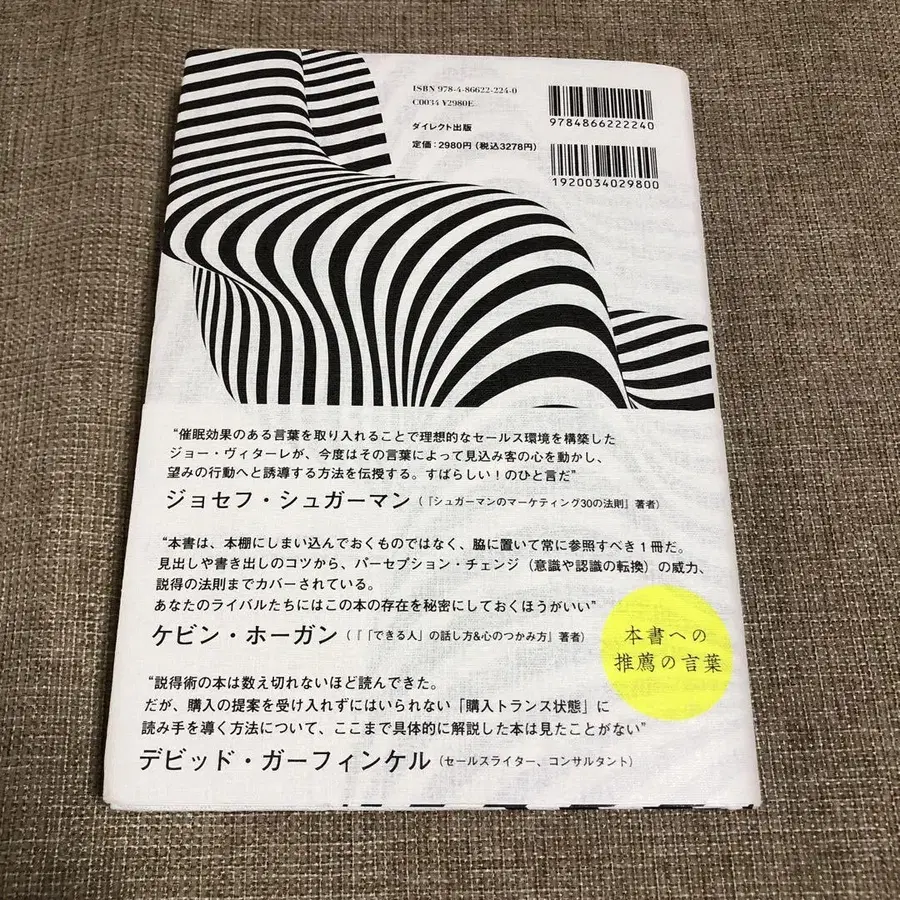 ISBN 978-4-86622-224-0
C0034 ¥2980E
ダイレクト出版
定価:2980円(税込3278円)
9784866222240
1920034029800
“催眠効果のある言葉を取り入れることで理想的なセールス環境を構築した
ジョー・ヴィターレが、今度はその言葉によって見込み客の心を動かし、
望みの行動へと誘導する方法を伝授する。すばらしい!のひと言だ”
ジョセフ・シュガーマン(『シュガーマンのマーケティング30の法則』著者)
“本書は、本棚にしまい込んでおくものではなく、脇に置いて常に参照すべき1冊だ。
見出しや書き出しのコツから、パーセプション・チェンジ(意識や認識の転換)の威力、
説得の法則までカバーされている。
あなたのライバルたちにはこの本の存在を秘密にしておくほうがいい”
ケビン・ホーガン(『「できる人」の話し方&心のつかみ方』著者)
本書への
推薦の言葉
“説得術の本は数え切れないほど読んできた。
だが、購入の提案を受け入れずにはいられない「購入トランス状態」に
読み手を導く方法について、ここまで具体的に解説した本は見たことがない”
デビッド・ガーフィンケル(セールスライター、コンサルタント)